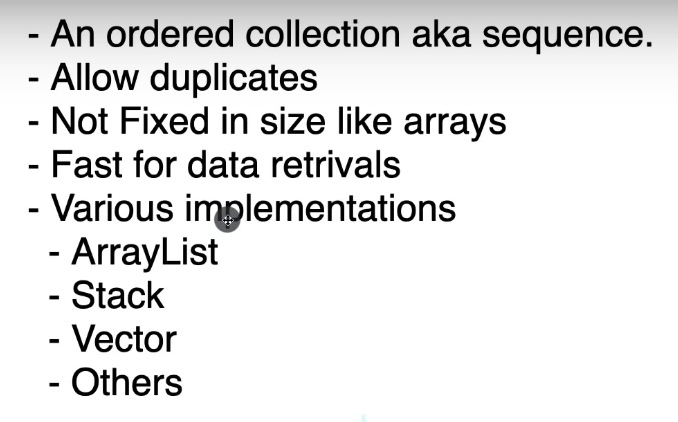 - An ordered collection aka sequence.
- Allow duplicates
- Not Fixed in size like arrays
- Fast for data retrivals
- Various implementations
- ArrayList
- Stack
- Vector
- Others